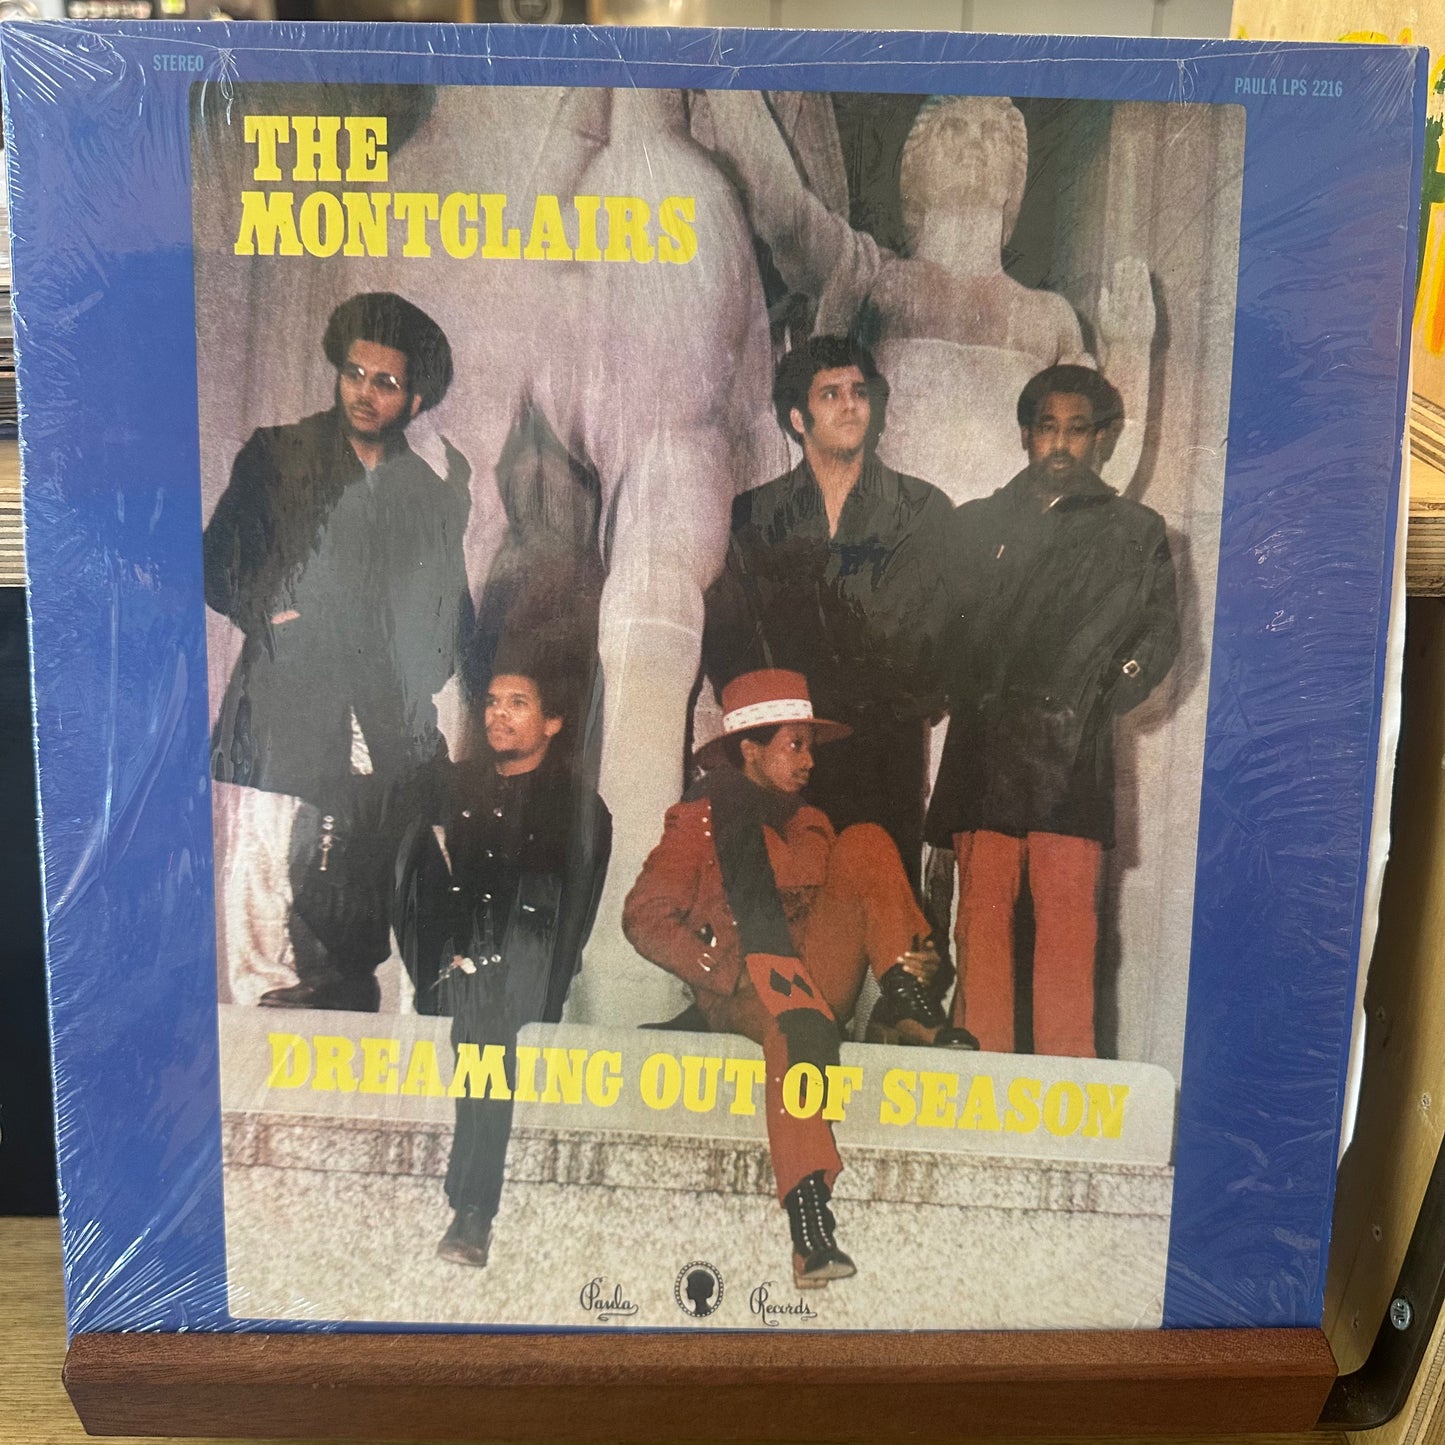 STEREO
PAULA LPS 2216
THE
MONTCLAIRS
DREAMING OUT OF SEASON
Paula Records